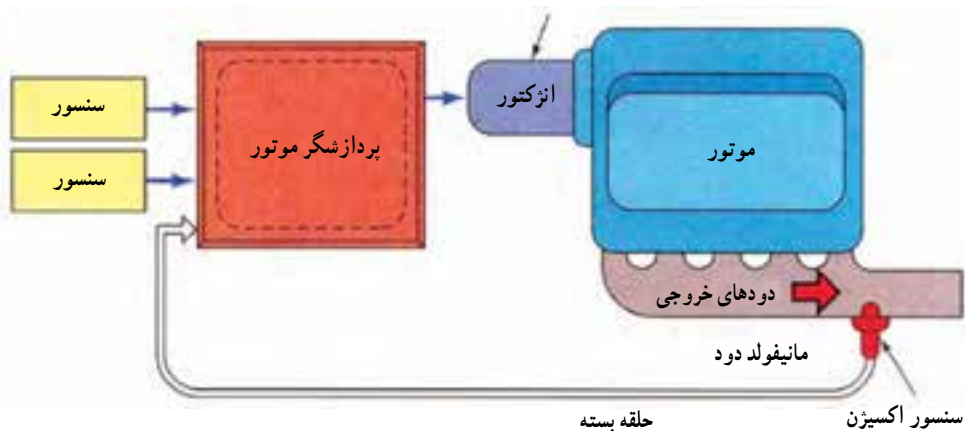 سنسور
سنسور
پردازشگر موتور
انژکتور
موتور
دودهای خروجی
مانیفولد دود
سنسور اکسیژن
حلقه بسته